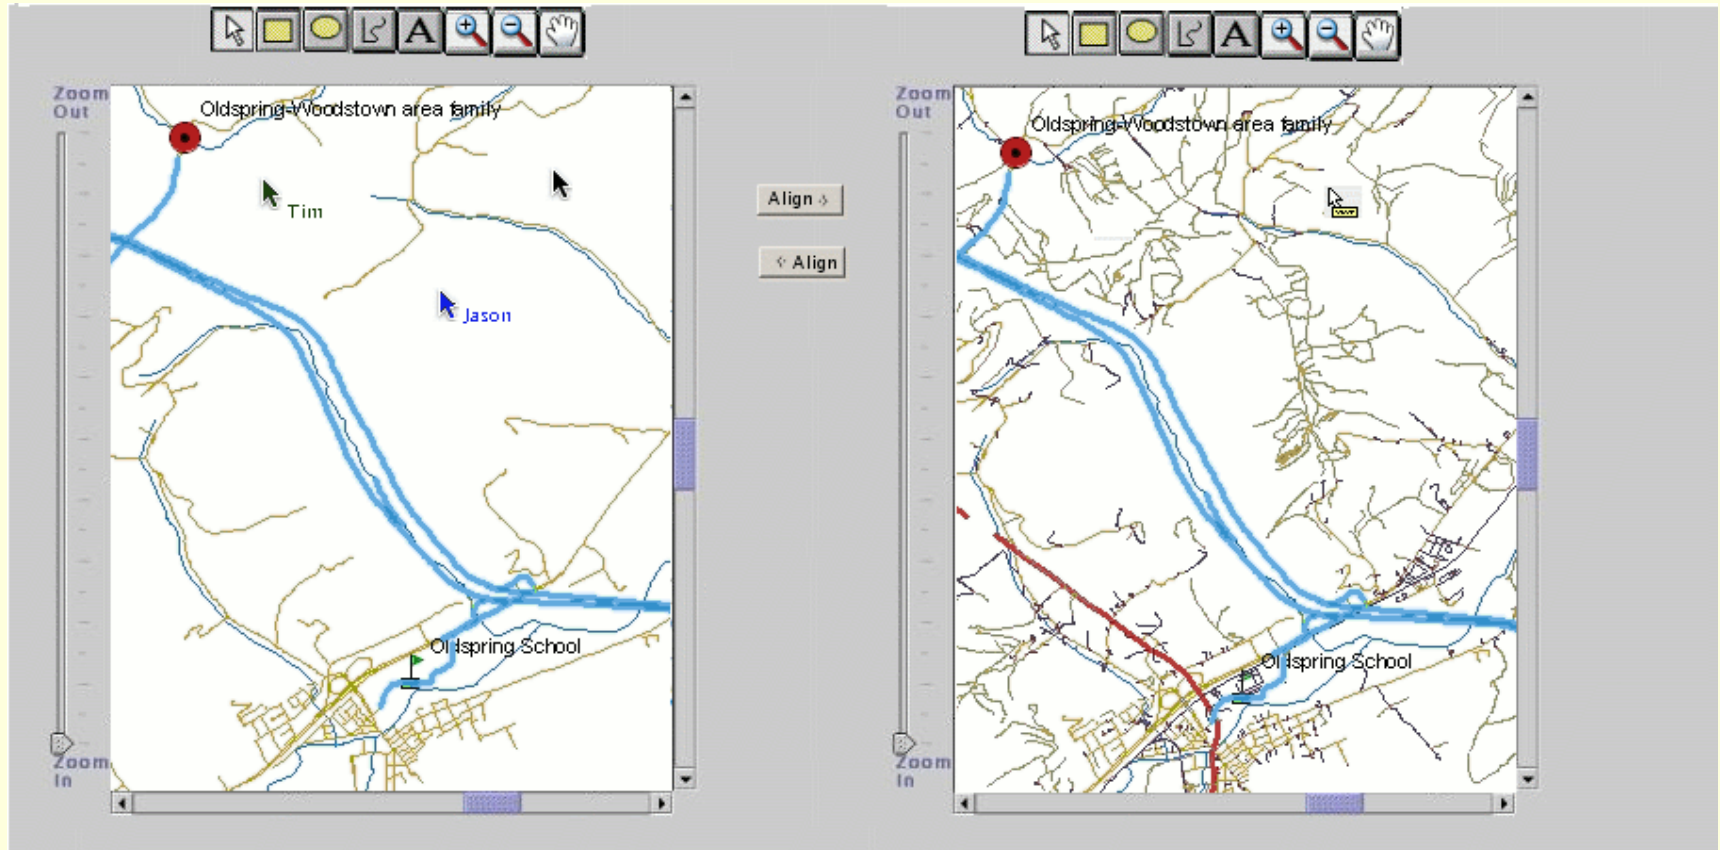 A
A
Zoom
Out
Oldspring-Woodstown area family
Tim
Jason
Oldspring School
Zoom
In
Align
Align
Zoom
Out
Oldspring-Woodstown area family
Oldspring School
Zoom
In